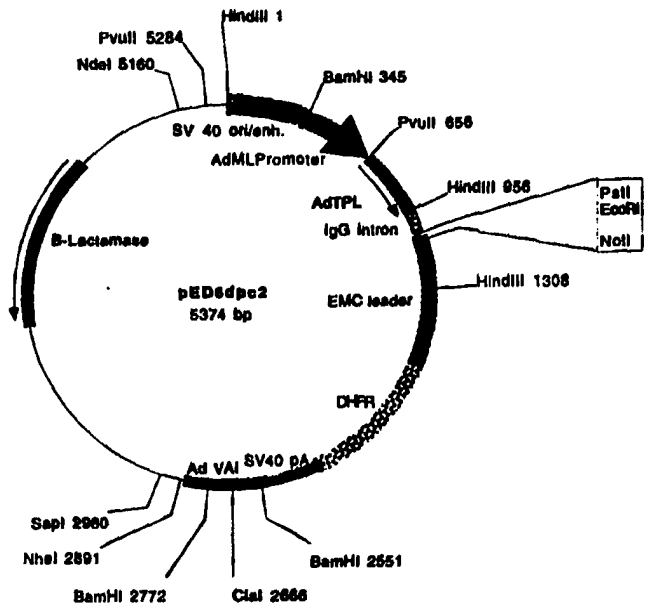 HindIII 1
PvuII 5284
NdeI 5160
BamHI 345
SV 40 ori/enh.
PvuII 656
AdMLPromoter
HindIII 956
PstI
EcoRI
AdTPL
IgG intron
NotI
B-Lactamase
HindIII 1308
pED6dpc2
EMC leader
5374 bp
DHFR
Ad VAI
SV40 pA
SapI 2960
BamHI 2551
NheI 2891
BamHI 2772
ClaI 2666